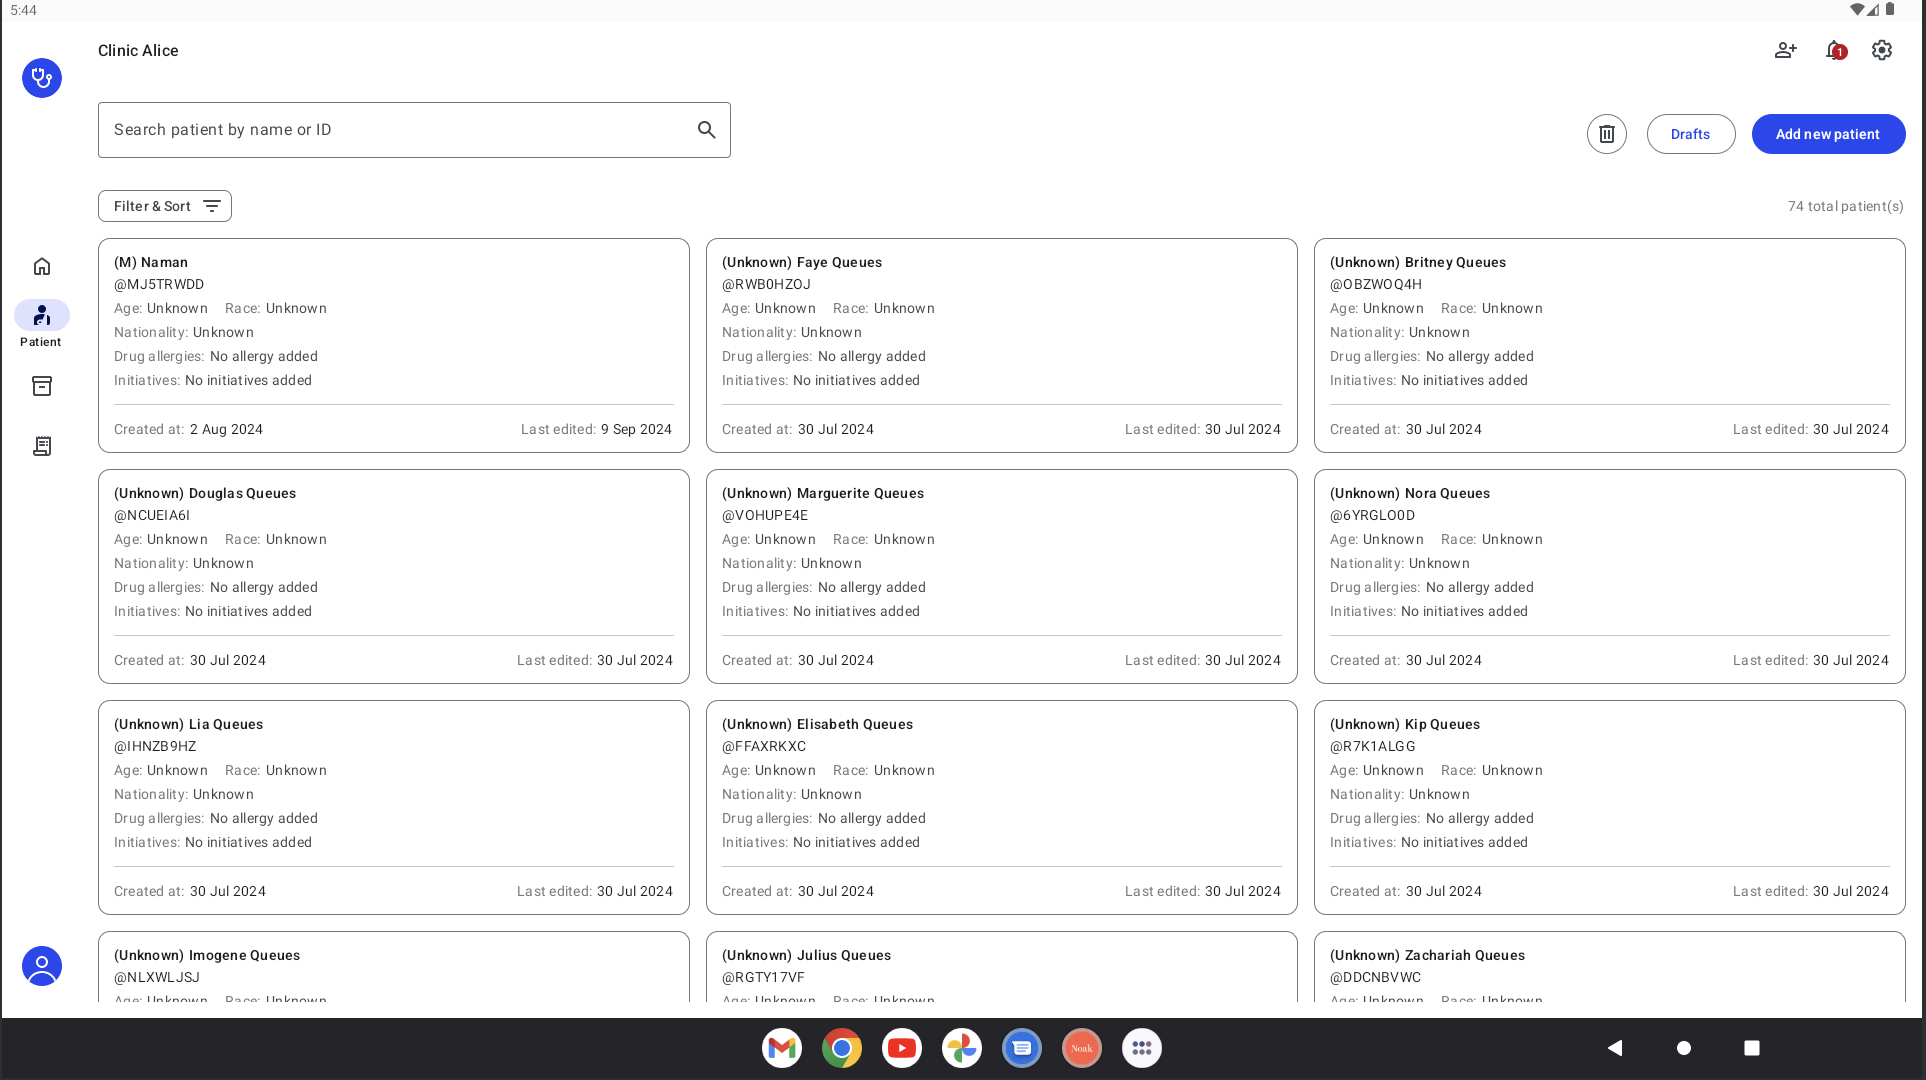 5:44
Clinic Alice
1
Search patient by name or ID
Drafts
Add new patient
Filter & Sort
74 total patient(s)
Patient
(M) Naman
@MJ5TRWDD
Age: Unknown Race: Unknown
Nationality: Unknown
Drug allergies: No allergy added
Initiatives: No initiatives added
Created at: 2 Aug 2024 Last edited: 9 Sep 2024
(Unknown) Faye Queues
@RWB0HZOJ
Age: Unknown Race: Unknown
Nationality: Unknown
Drug allergies: No allergy added
Initiatives: No initiatives added
Created at: 30 Jul 2024 Last edited: 30 Jul 2024
(Unknown) Britney Queues
@OBZWOQ4H
Age: Unknown Race: Unknown
Nationality: Unknown
Drug allergies: No allergy added
Initiatives: No initiatives added
Created at: 30 Jul 2024 Last edited: 30 Jul 2024
(Unknown) Douglas Queues
@NCUEIA6I
Age: Unknown Race: Unknown
Nationality: Unknown
Drug allergies: No allergy added
Initiatives: No initiatives added
Created at: 30 Jul 2024 Last edited: 30 Jul 2024
(Unknown) Marguerite Queues
@VOHUPE4E
Age: Unknown Race: Unknown
Nationality: Unknown
Drug allergies: No allergy added
Initiatives: No initiatives added
Created at: 30 Jul 2024 Last edited: 30 Jul 2024
(Unknown) Nora Queues
@6YRGLO0D
Age: Unknown Race: Unknown
Nationality: Unknown
Drug allergies: No allergy added
Initiatives: No initiatives added
Created at: 30 Jul 2024 Last edited: 30 Jul 2024
(Unknown) Lia Queues
@IHNZB9HZ
Age: Unknown Race: Unknown
Nationality: Unknown
Drug allergies: No allergy added
Initiatives: No initiatives added
Created at: 30 Jul 2024 Last edited: 30 Jul 2024
(Unknown) Elisabeth Queues
@FFAXRKXC
Age: Unknown Race: Unknown
Nationality: Unknown
Drug allergies: No allergy added
Initiatives: No initiatives added
Created at: 30 Jul 2024 Last edited: 30 Jul 2024
(Unknown) Kip Queues
@R7K1ALGG
Age: Unknown Race: Unknown
Nationality: Unknown
Drug allergies: No allergy added
Initiatives: No initiatives added
Created at: 30 Jul 2024 Last edited: 30 Jul 2024
(Unknown) Imogene Queues
@NLXWLJSJ
Age: Unknown Race: Unknown
(Unknown) Julius Queues
@RGTY17VF
Age: Unknown Race: Unknown
(Unknown) Zachariah Queues
@DDCNBVWC
Age: Unknown Race: Unknown
Noak